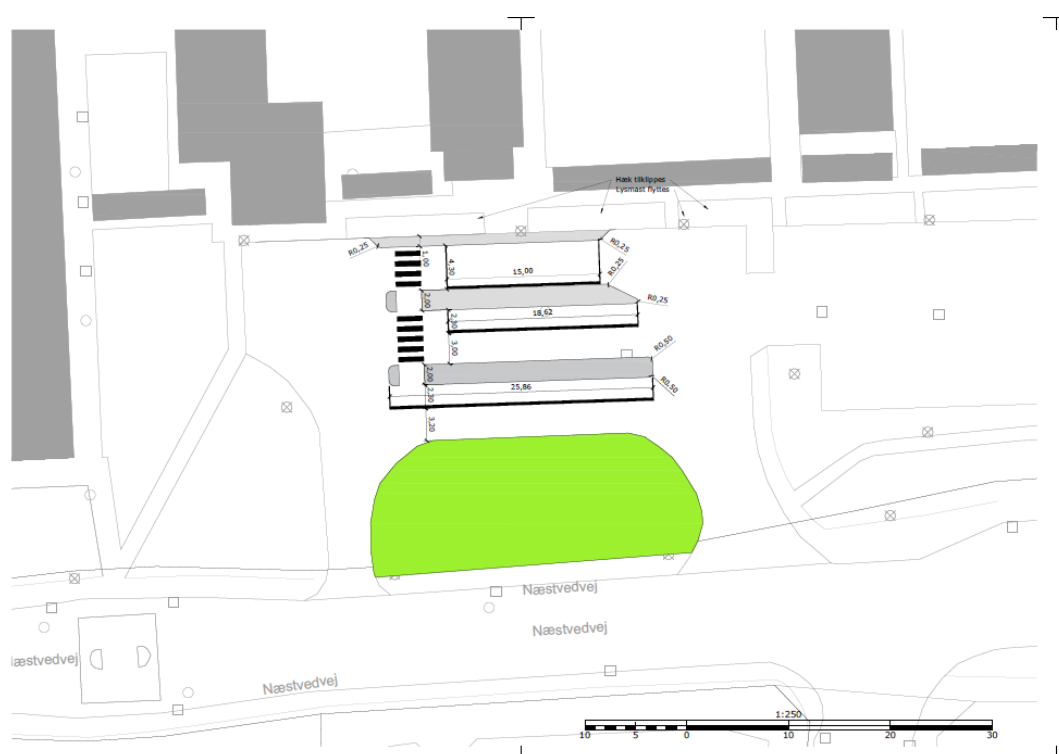 Hæk tilklippes
Lysmast flyttes
R0,25
1,00
4,30
15,00
R0,25
R0,25
2,00
2,30
18,62
R0,25
3,00
R0,50
2,00
2,30
25,86
R0,50
3,20
Næstvedvej
Næstvedvej
Næstvedvej
Næstvedvej
1:250
10 5 0 10 20 30